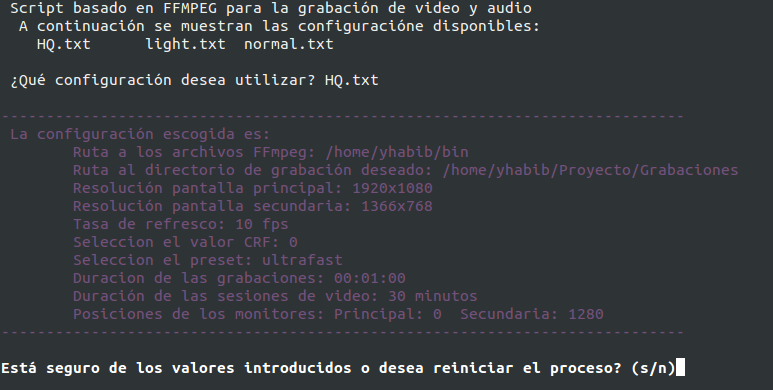 Script basado en FFMPEG para la grabación de video y audio
A continuación se muestran las configuracióne disponibles:
HQ.txt light.txt normal.txt
¿Qué configuración desea utilizar? HQ.txt
----------------------------------------------------------------------------
La configuración escogida es:
Ruta a los archivos FFmpeg: /home/yhabib/bin
Ruta al directorio de grabación deseado: /home/yhabib/Proyecto/Grabaciones
Resolución pantalla principal: 1920x1080
Resolución pantalla secundaria: 1366x768
Tasa de refresco: 10 fps
Seleccion el valor CRF: 0
Seleccion el preset: ultrafast
Duracion de las grabaciones: 00:01:00
Duración de las sesiones de video: 30 minutos
Posiciones de los monitores: Principal: 0 Secundaria: 1280
----------------------------------------------------------------------------
Está seguro de los valores introducidos o desea reiniciar el proceso? (s/n)